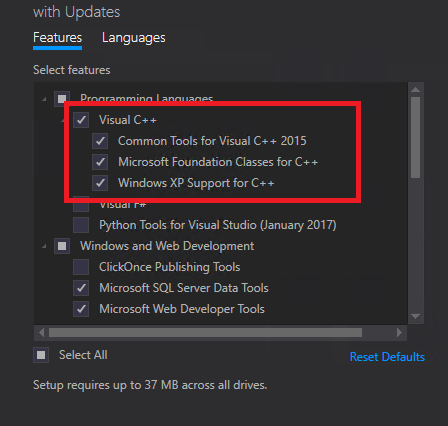 with Updates
Features Languages
Select features
Programming Languages
Visual C++
Common Tools for Visual C++ 2015
Microsoft Foundation Classes for C++
Windows XP Support for C++
Visual F#
Python Tools for Visual Studio (January 2017)
Windows and Web Development
ClickOnce Publishing Tools
Microsoft SQL Server Data Tools
Microsoft Web Developer Tools
Select All Reset Defaults
Setup requires up to 37 MB across all drives.